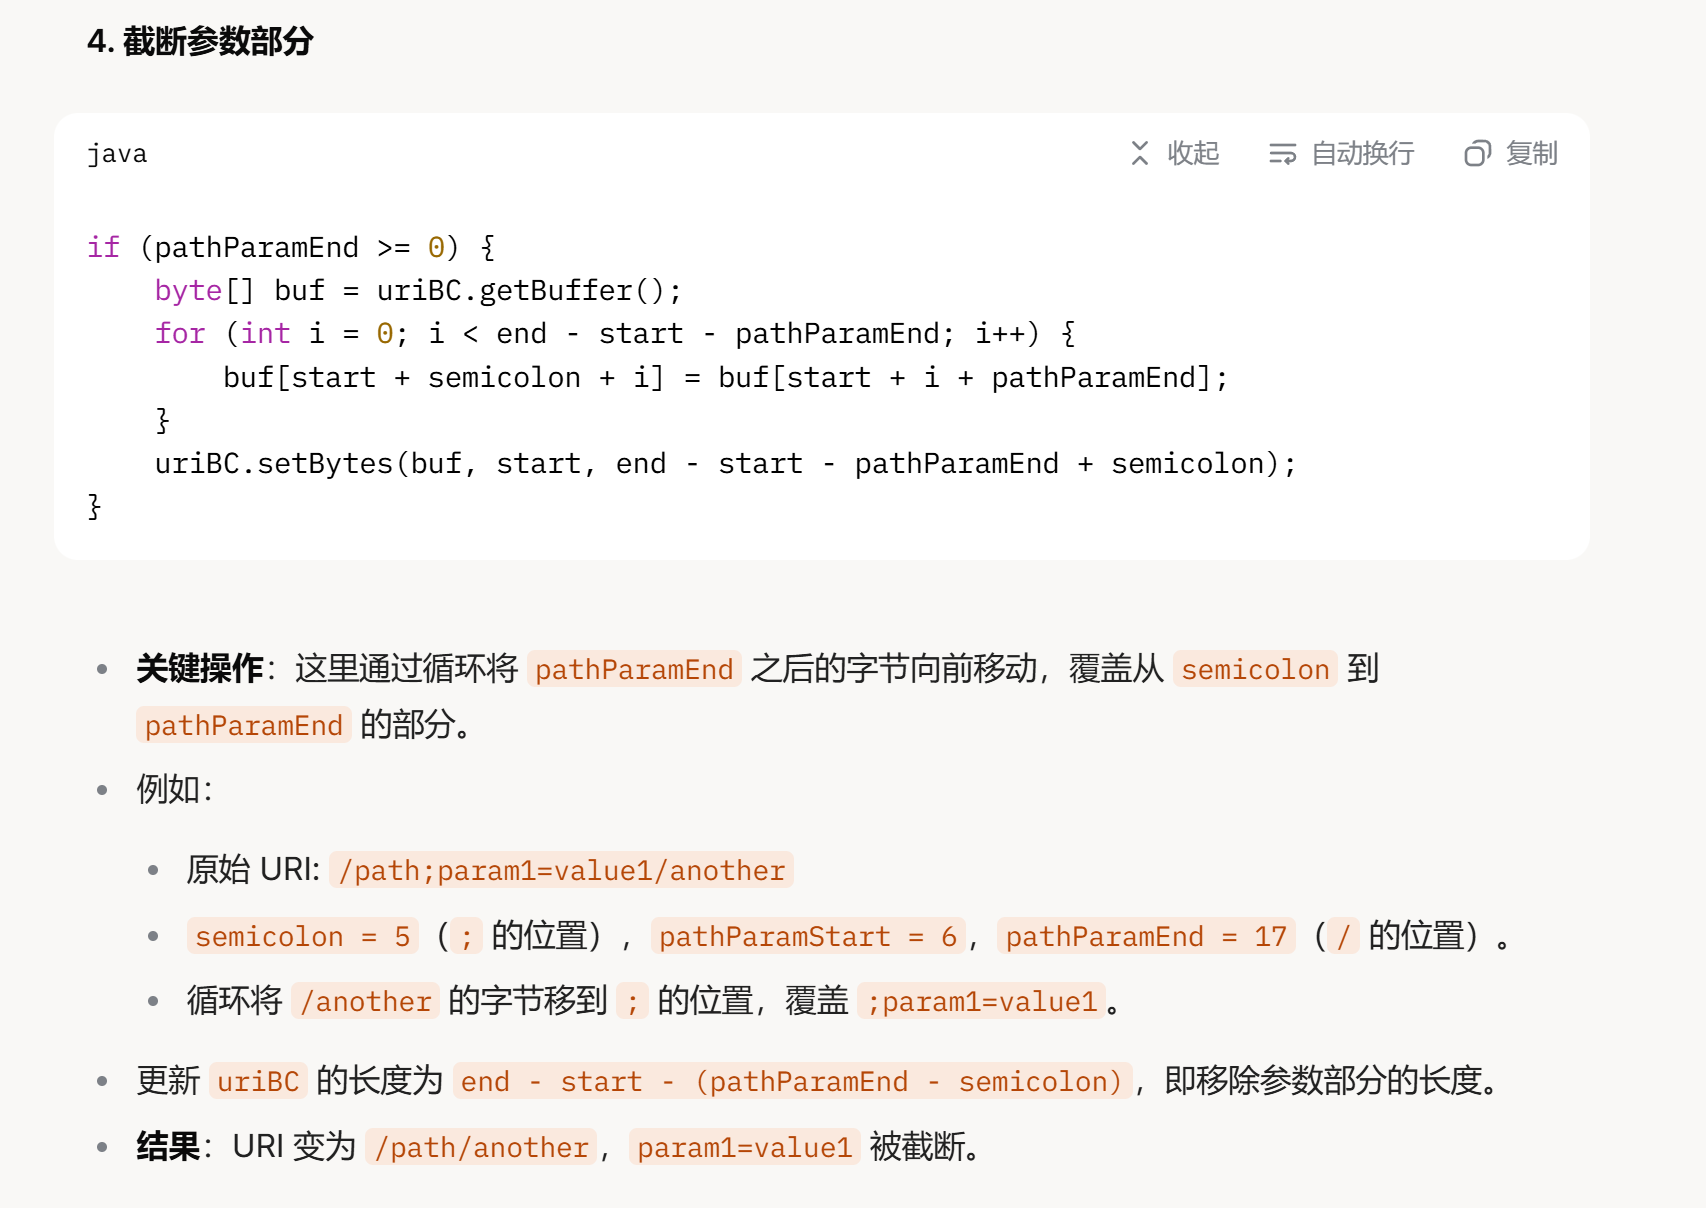 4. 截断参数部分
java 收起 自动换行 复制
if (pathParamEnd >= 0) {
    byte[] buf = uriBC.getBuffer();
    for (int i = 0; i < end - start - pathParamEnd; i++) {
        buf[start + semicolon + i] = buf[start + i + pathParamEnd];
    }
    uriBC.setBytes(buf, start, end - start - pathParamEnd + semicolon);
}
关键操作：这里通过循环将 pathParamEnd 之后的字节向前移动，覆盖从 semicolon 到
pathParamEnd 的部分。
例如：
原始 URI: /path;param1=value1/another
semicolon = 5（; 的位置），pathParamStart = 6，pathParamEnd = 17（/ 的位置）。
循环将 /another 的字节移到 ; 的位置，覆盖 ;param1=value1。
更新 uriBC 的长度为 end - start - (pathParamEnd - semicolon)，即移除参数部分的长度。
结果：URI 变为 /path/another，param1=value1 被截断。